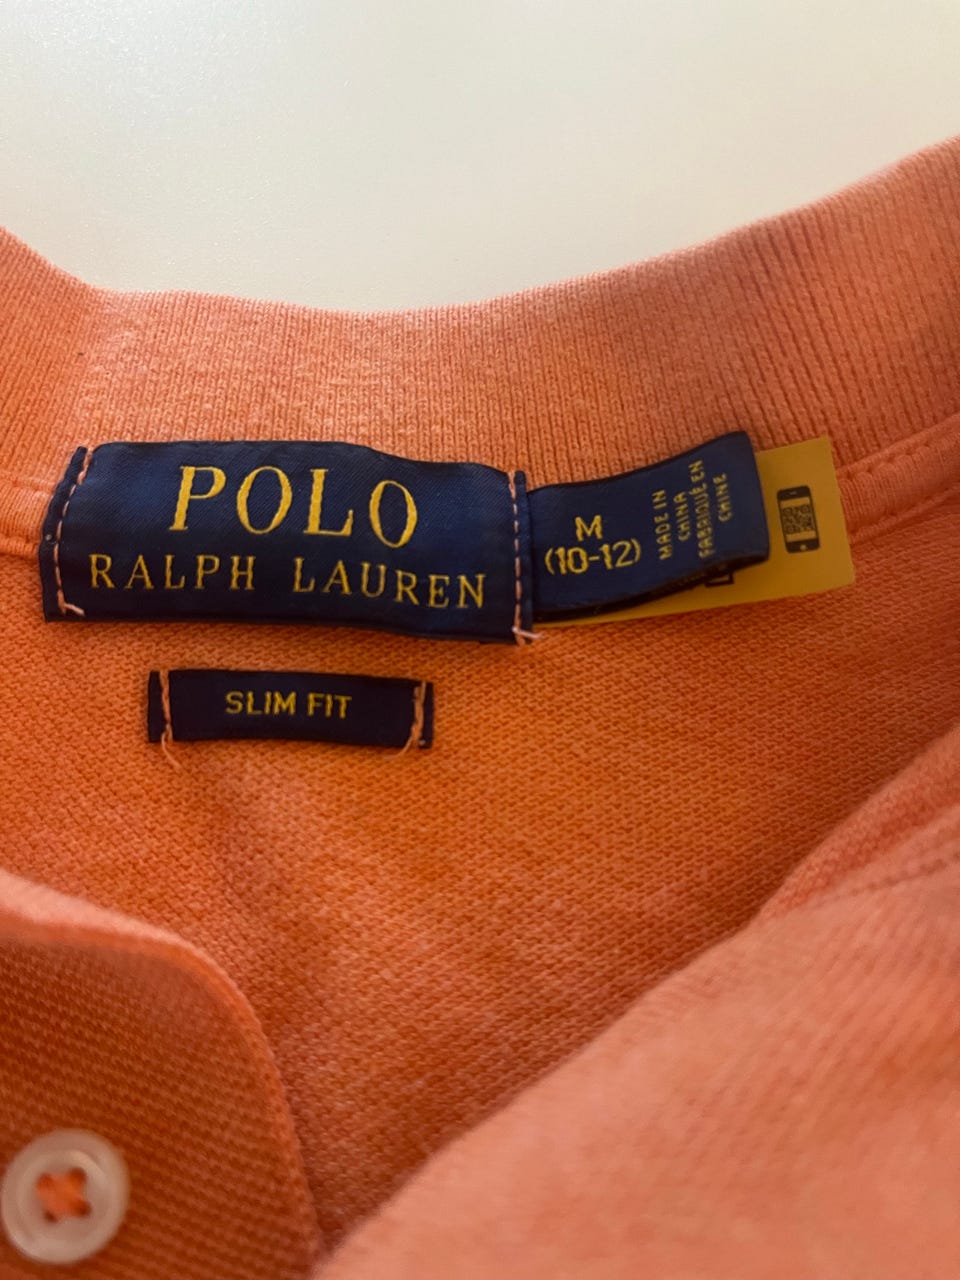 POLO
RALPH LAUREN
M
(10-12)
MADE IN
CHINA
FABRIQUÉ EN
CHINE
SLIM FIT